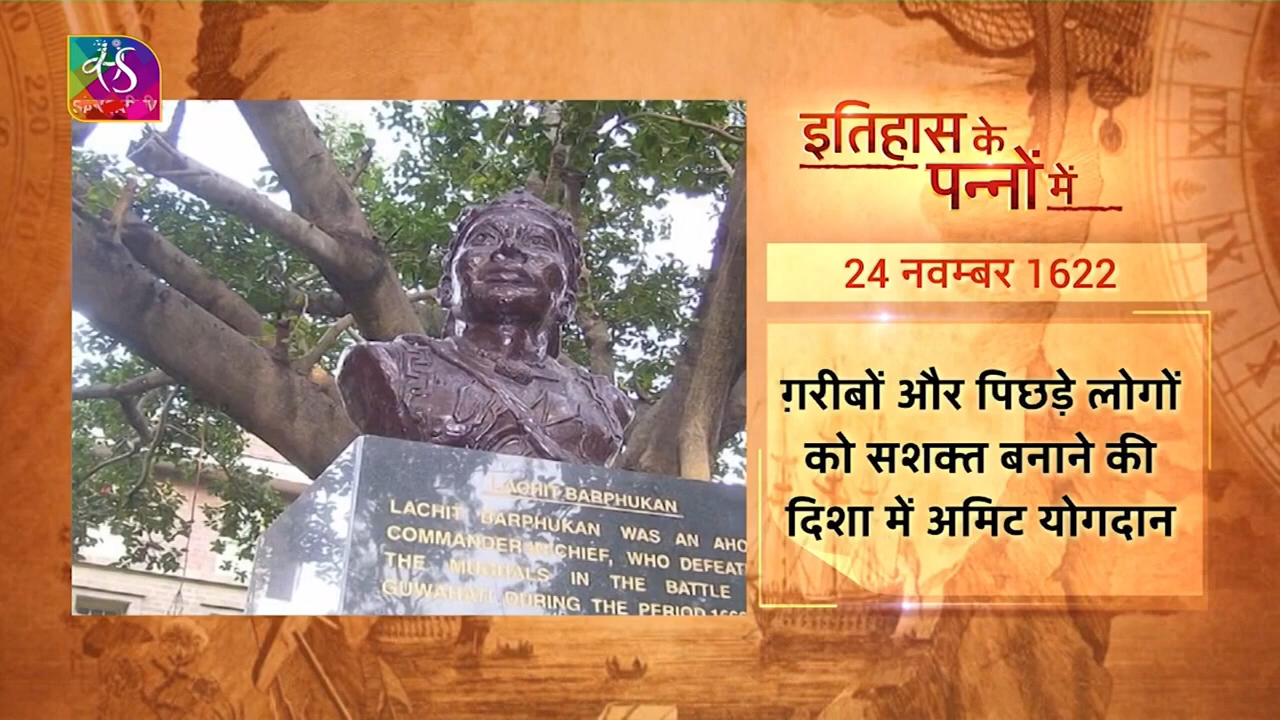 इतिहास के
पन्नों में
24 नवम्बर 1622
ग़रीबों और पिछड़े लोगों
को सशक्त बनाने की
दिशा में अमिट योगदान
LACHIT BARPHUKAN
LACHIT BARPHUKAN WAS AN AHO
COMMANDER IN CHIEF, WHO DEFEAT
THE MUGHALS IN THE BATTLE
GUWAHATI DURING THE PERIOD